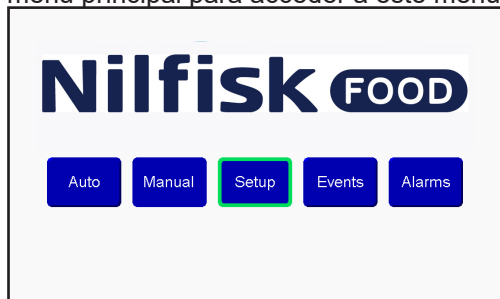 menú principal para acceder a este menú
Nilfisk FOOD
Auto Manual Setup Events Alarms